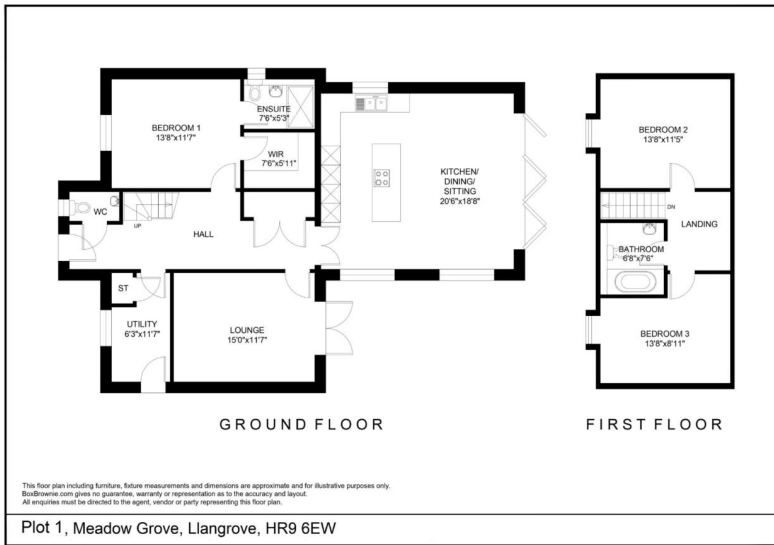 BEDROOM 1
13'8"x11'7"
ENSUITE
7'6"x5'3"
WIR
7'6"x5'11"
KITCHEN/
DINING/
SITTING
20'6"x18'8"
WC
UP
HALL
ST
UTILITY
6'3"x11'7"
LOUNGE
15'0"x11'7"
GROUND FLOOR
BEDROOM 2
13'8"x11'5"
DN
LANDING
BATHROOM
6'8"x7'6"
BEDROOM 3
13'8"x8'11"
FIRST FLOOR
This floor plan including furniture, fixture measurements and dimensions are approximate and for illustrative purposes only.
BoxBrownie.com gives no guarantee, warranty or representation as to the accuracy and layout.
All enquiries must be directed to the agent, vendor or party representing this floor plan.
Plot 1, Meadow Grove, Llangrove, HR9 6EW